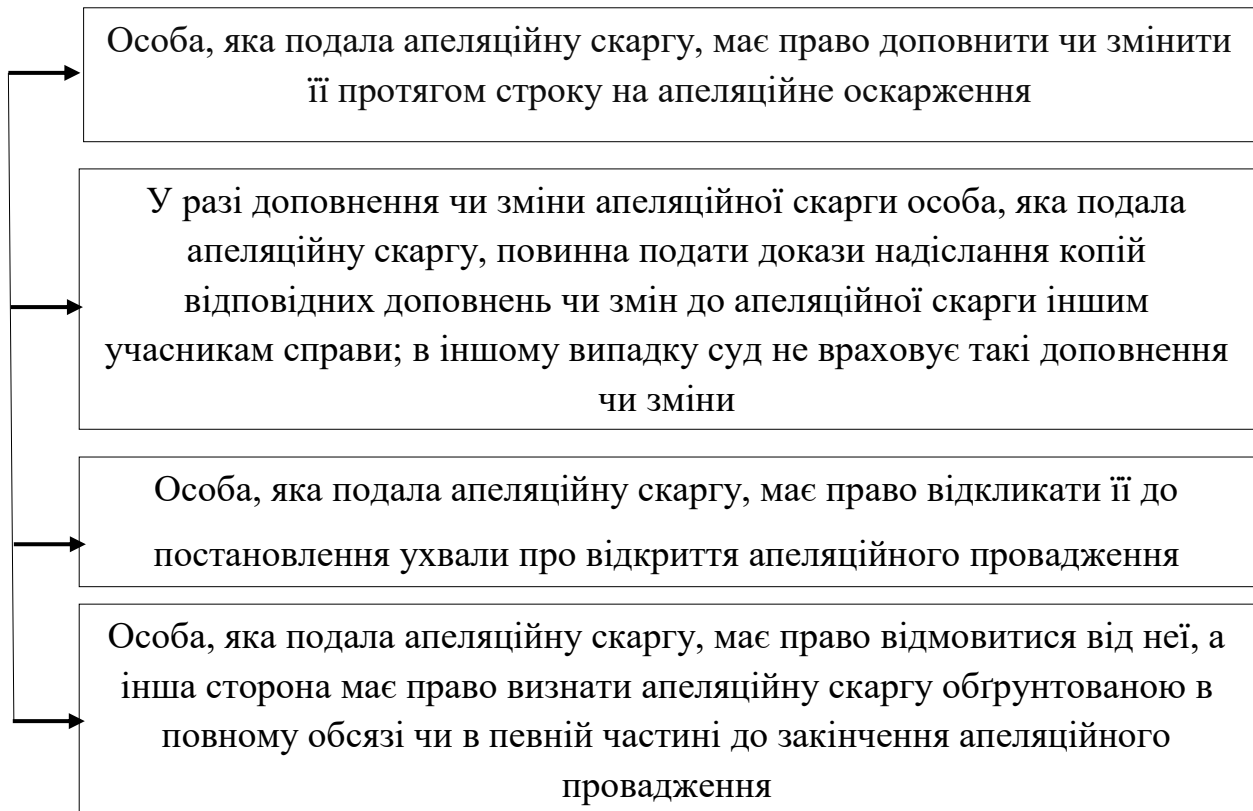 Особа, яка подала апеляційну скаргу, має право доповнити чи змінити
її протягом строку на апеляційне оскарження
У разі доповнення чи зміни апеляційної скарги особа, яка подала
апеляційну скаргу, повинна подати докази надіслання копій
відповідних доповнень чи змін до апеляційної скарги іншим
учасникам справи; в іншому випадку суд не враховує такі доповнення
чи зміни
Особа, яка подала апеляційну скаргу, має право відкликати її до
постановлення ухвали про відкриття апеляційного провадження
Особа, яка подала апеляційну скаргу, має право відмовитися від неї, а
інша сторона має право визнати апеляційну скаргу обґрунтованою в
повному обсязі чи в певній частині до закінчення апеляційного
провадження